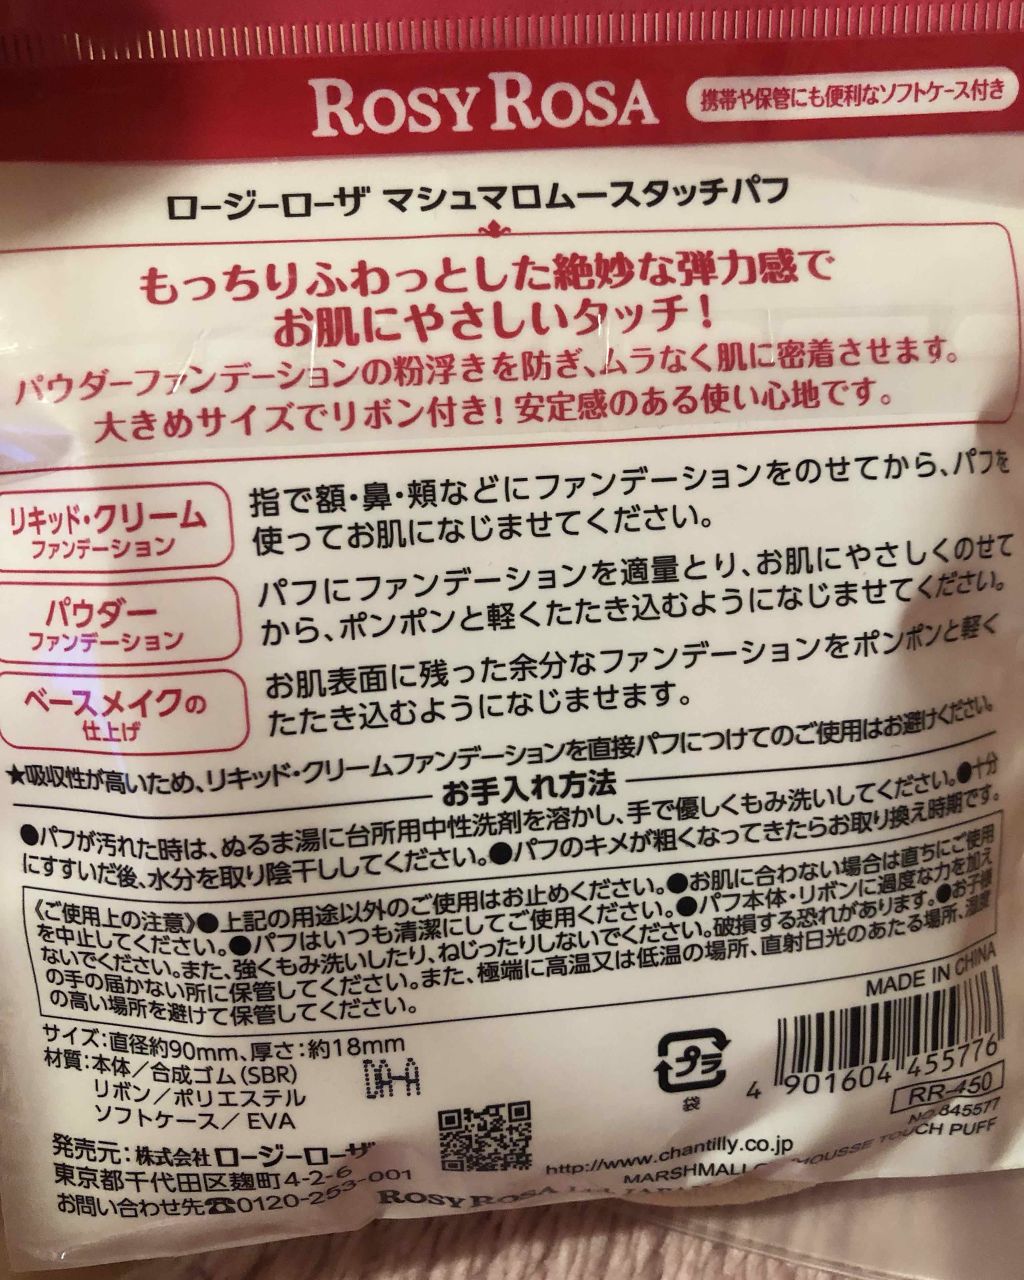 ROSY ROSA
携帯や保管にも便利なソフトケース付き
ロージーローザ マシュマロムースタッチパフ
もっちりふわっとした絶妙な弾力感で
お肌にやさしいタッチ!
パウダーファンデーションの粉浮きを防ぎ、ムラなく肌に密着させます。
大きめサイズでリボン付き!安定感のある使い心地です。
リキッド・クリーム
ファンデーション
指で額・鼻・頬などにファンデーションをのせてから、パフを
使ってお肌になじませてください。
パウダー
ファンデーション
パフにファンデーションを適量とり、お肌にやさしくのせて
から、ポンポンと軽くたたき込むようになじませてください。
ベースメイクの
仕上げ
お肌表面に残った余分なファンデーションをポンポンと軽く
たたき込むようになじませます。
★吸収性が高いため、リキッド・クリームファンデーションを直接パフにつけてのご使用はお避けください。
お手入れ方法
●パフが汚れた時は、ぬるま湯に台所用中性洗剤を溶かし、手で優しくもみ洗いしてください。●十分
にすすいだ後、水分を取り陰干ししてください。●パフのキメが粗くなってきたらお取り換え時期です。
《ご使用上の注意》●上記の用途以外のご使用はお止めください。●お肌に合わない場合は直ちにご使用
を中止してください。●パフはいつも清潔にしてご使用ください。●パフ本体・リボンに過度な力を加え
ないでください。また、強くもみ洗いしたり、ねじったりしないでください。破損する恐れがあります。●お子様
の手の届かない所に保管してください。また、極端に高温又は低温の場所、直射日光のあたる場所、湿度
の高い場所を避けて保管してください。
サイズ:直径約90mm、厚さ:約18mm
材質:本体/合成ゴム(SBR)
リボン/ポリエステル
ソフトケース/EVA
DA-A
プラ
袋
MADE IN CHINA
4 901604 455776
RR-450
NO.845577
発売元:株式会社ロージーローザ
東京都千代田区麹町4-2-6
お問い合わせ先☎0120-253-001
http://www.chantilly.co.jp
MOUSSE TOUCH PUFF
ROSY ROSA